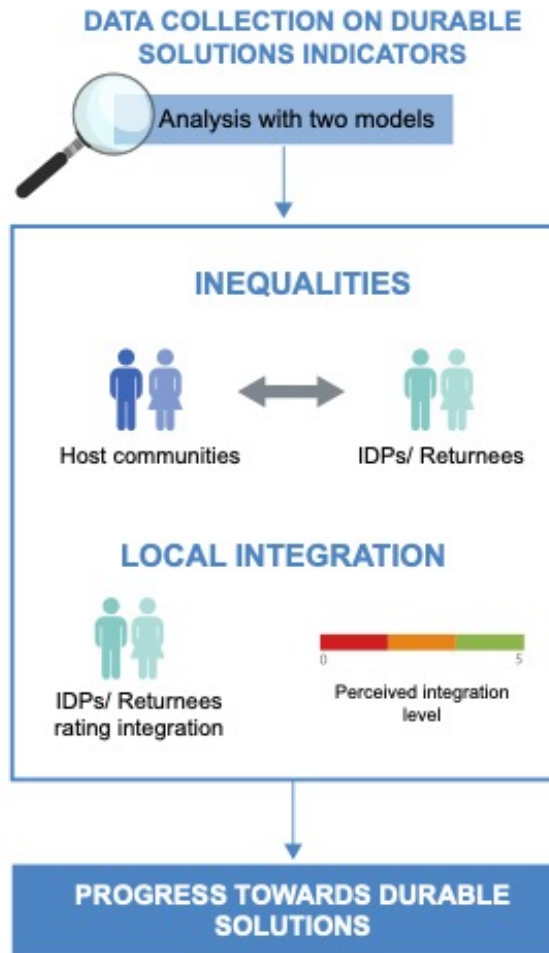 DATA COLLECTION ON DURABLE
SOLUTIONS INDICATORS
Analysis with two models
INEQUALITIES
Host communities
IDPs/ Returnees
LOCAL INTEGRATION
IDPs/ Returnees
rating integration
0
5
Perceived integration
level
PROGRESS TOWARDS DURABLE
SOLUTIONS